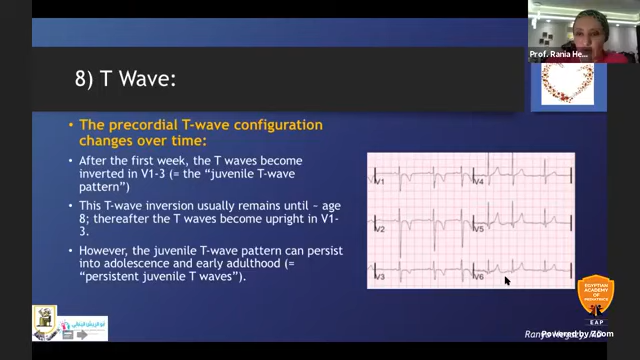 Prof. Rania He...
8) T Wave:
• The precordial T-wave configuration
changes over time:
• After the first week, the T waves become
inverted in V1-3 (= the “juvenile T-wave
pattern”)
• This T-wave inversion usually remains until ~ age
8; thereafter the T waves become upright in V1-
3.
• However, the juvenile T-wave pattern can persist
into adolescence and early adulthood (=
“persistent juvenile T waves”).
V1
V4
V2
V5
V3
V6
EGYPTIAN
ACADEMY
OF
PEDIATRICS
EAP
Powered by Zoom